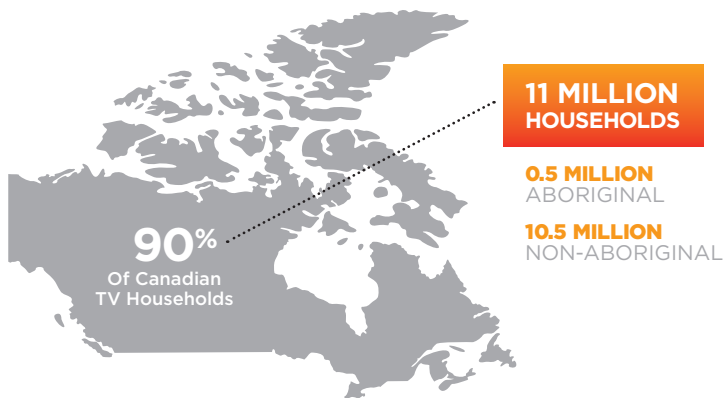 11 MILLION
HOUSEHOLDS
0.5 MILLION
ABORIGINAL
10.5 MILLION
NON-ABORIGINAL
90%
Of Canadian
TV Households